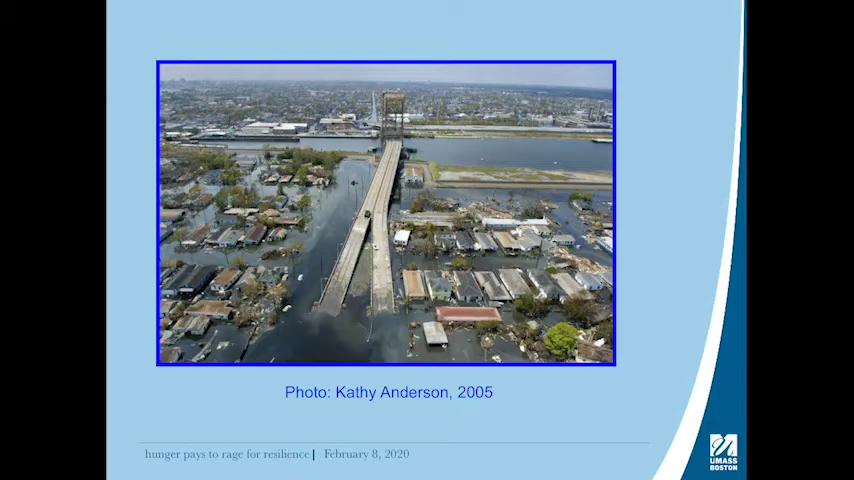 Photo: Kathy Anderson, 2005
hunger pays to rage for resilience | February 8, 2020
UMASS
BOSTON